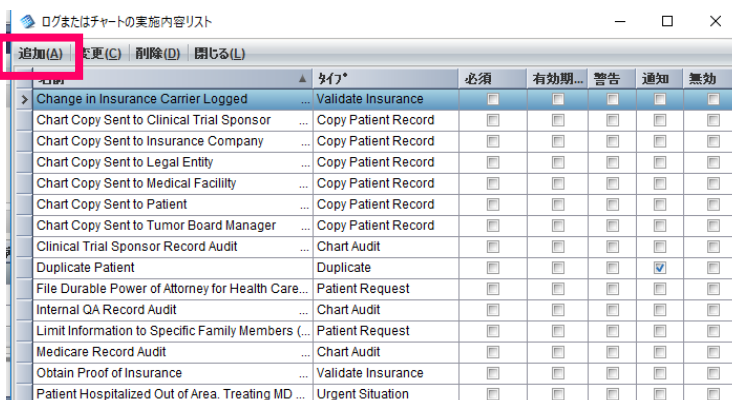 ログまたはチャートの実施内容リスト
追加(A) 変更(C) 削除(D) 閉じる(L)
名前 ﾀｲﾌﾟ 必須 有効期... 警告 通知 無効
Change in Insurance Carrier Logged ... Validate Insurance
Chart Copy Sent to Clinical Trial Sponsor ... Copy Patient Record
Chart Copy Sent to Insurance Company ... Copy Patient Record
Chart Copy Sent to Legal Entity ... Copy Patient Record
Chart Copy Sent to Medical Facililty ... Copy Patient Record
Chart Copy Sent to Patient ... Copy Patient Record
Chart Copy Sent to Tumor Board Manager ... Copy Patient Record
Clinical Trial Sponsor Record Audit ... Chart Audit
Duplicate Patient Duplicate
File Durable Power of Attorney for Health Care... Patient Request
Internal QA Record Audit ... Chart Audit
Limit Information to Specific Family Members (... Patient Request
Medicare Record Audit ... Chart Audit
Obtain Proof of Insurance ... Validate Insurance
Patient Hospitalized Out of Area. Treating MD ... Urgent Situation